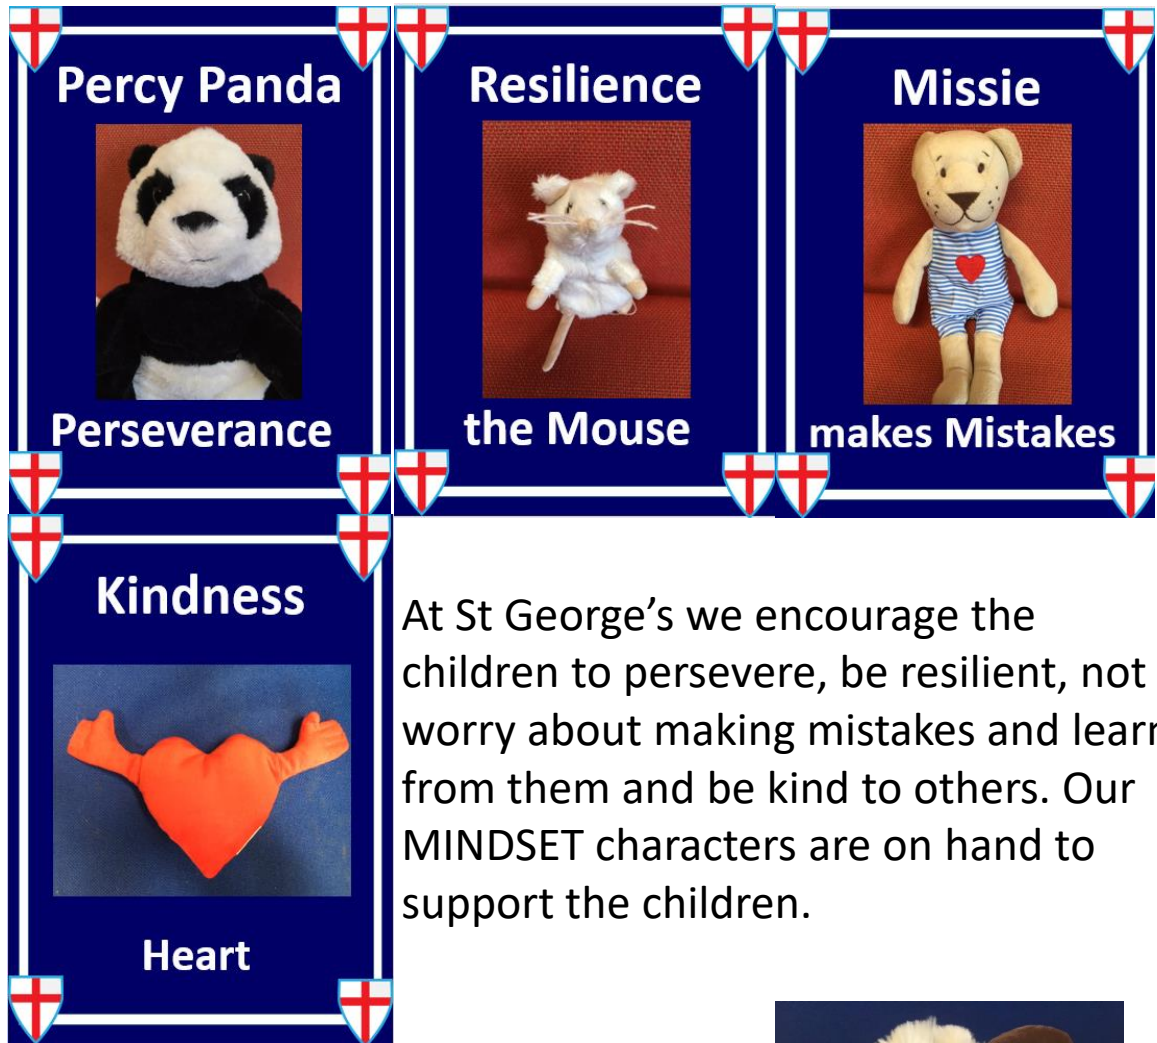 Percy Panda
Perseverance
Resilience
the Mouse
Missie
makes Mistakes
Kindness
Heart
At St George’s we encourage the
children to persevere, be resilient, not
worry about making mistakes and learn
from them and be kind to others. Our
MINDSET characters are on hand to
support the children.